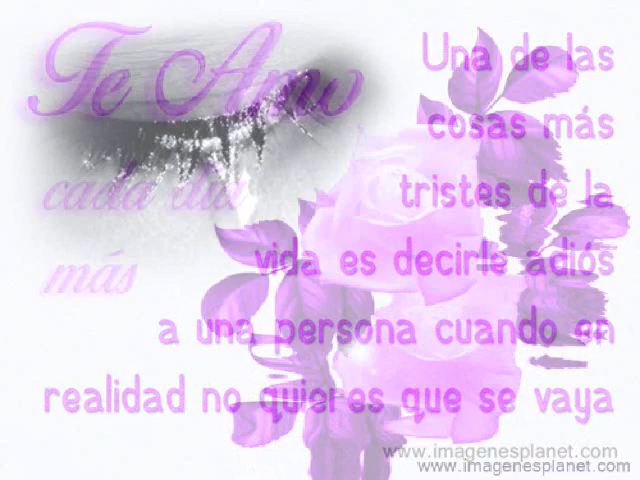 Te Amo
cada día
más
Una de las
cosas más
tristes de la
vida es decirle adiós
a una persona cuando en
realidad no quieres que se vaya
www.imagenesplanet.com
www.imagenesplanet.com